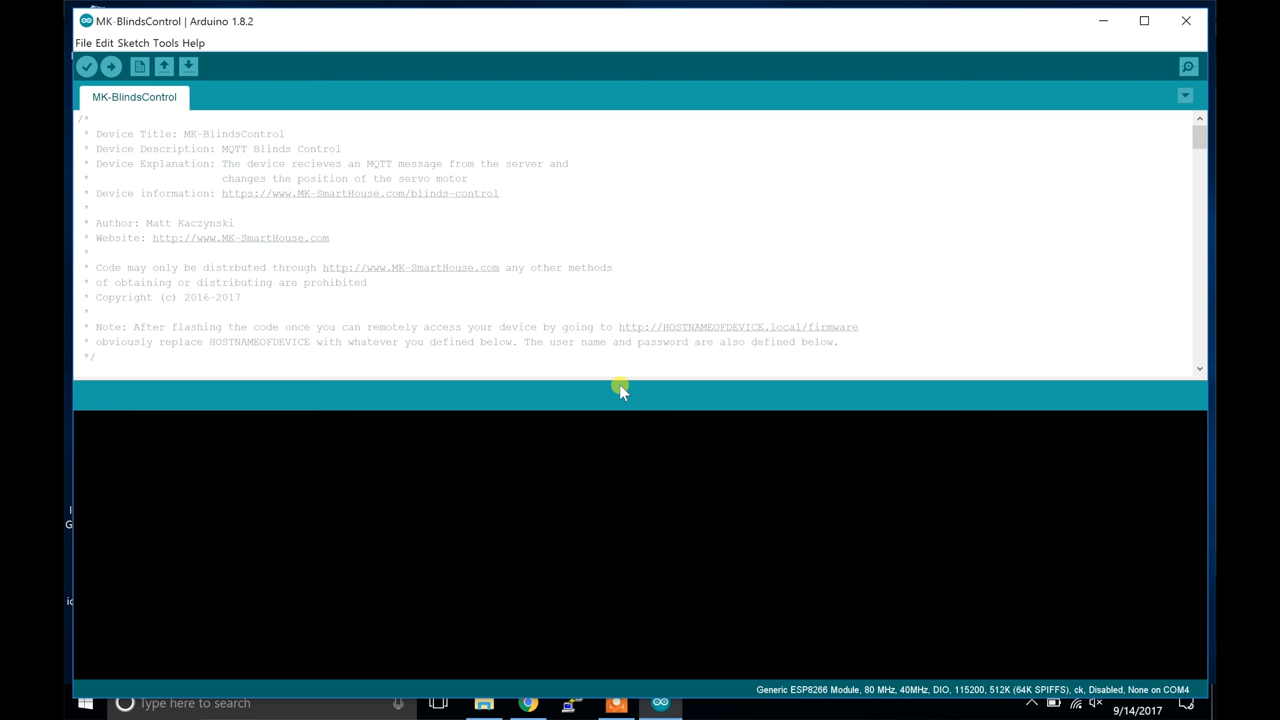 MK-BlindsControl | Arduino 1.8.2
File Edit Sketch Tools Help
MK-BlindsControl
/*
* Device Title: MK-BlindsControl
* Device Description: MQTT Blinds Control
* Device Explanation: The device recieves an MQTT message from the server and
* changes the position of the servo motor
* Device information: https://www.MK-SmartHouse.com/blinds-control
*
* Author: Matt Kaczynski
* Website: http://www.MK-SmartHouse.com
*
* Code may only be distrbuted through http://www.MK-SmartHouse.com any other methods
* of obtaining or distributing are prohibited
* Copyright (c) 2016-2017
*
* Note: After flashing the code once you can remotely access your device by going to http://HOSTNAMEOFDEVICE.local/firmware
* obviously replace HOSTNAMEOFDEVICE with whatever you defined below. The user name and password are also defined below.
*/
Generic ESP8266 Module, 80 MHz, 40MHz, DIO, 115200, 512K (64K SPIFFS), ck, Disabled, None on COM4
Type here to search
9/14/2017